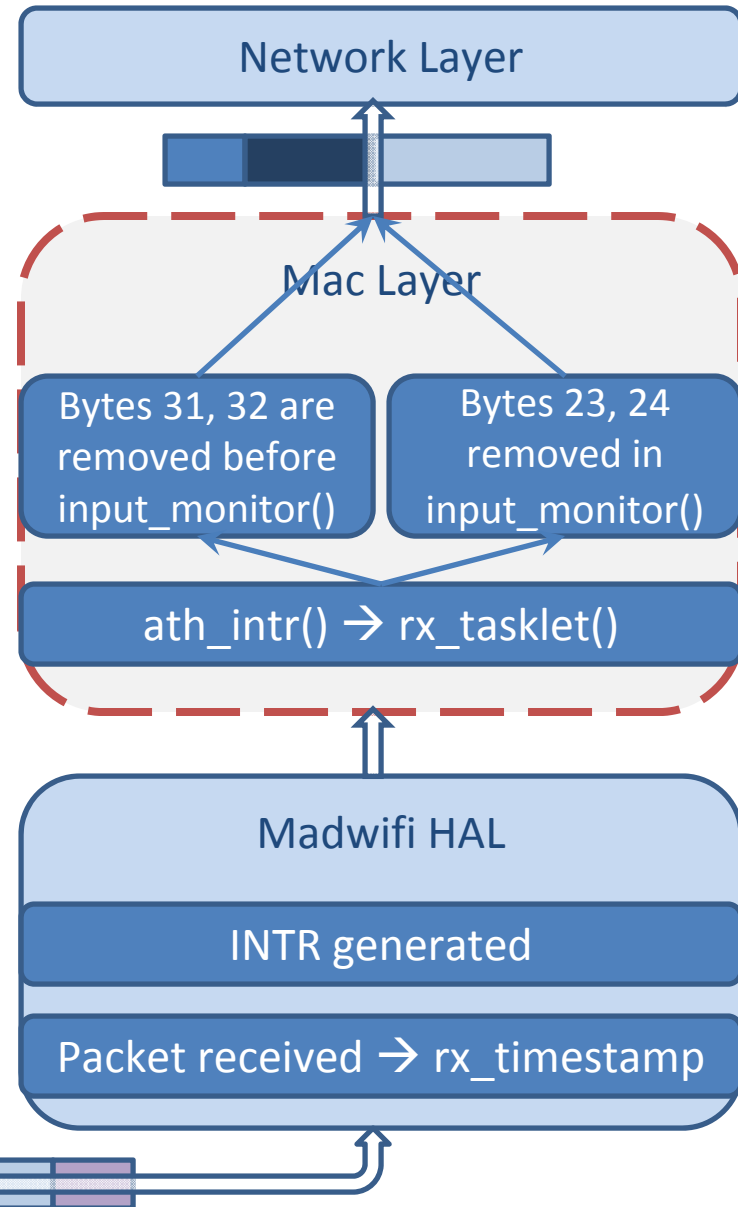 Network Layer
Mac Layer
Bytes 31, 32 are
removed before
input_monitor()
Bytes 23, 24
removed in
input_monitor()
ath_intr() → rx_tasklet()
Madwifi HAL
INTR generated
Packet received → rx_timestamp